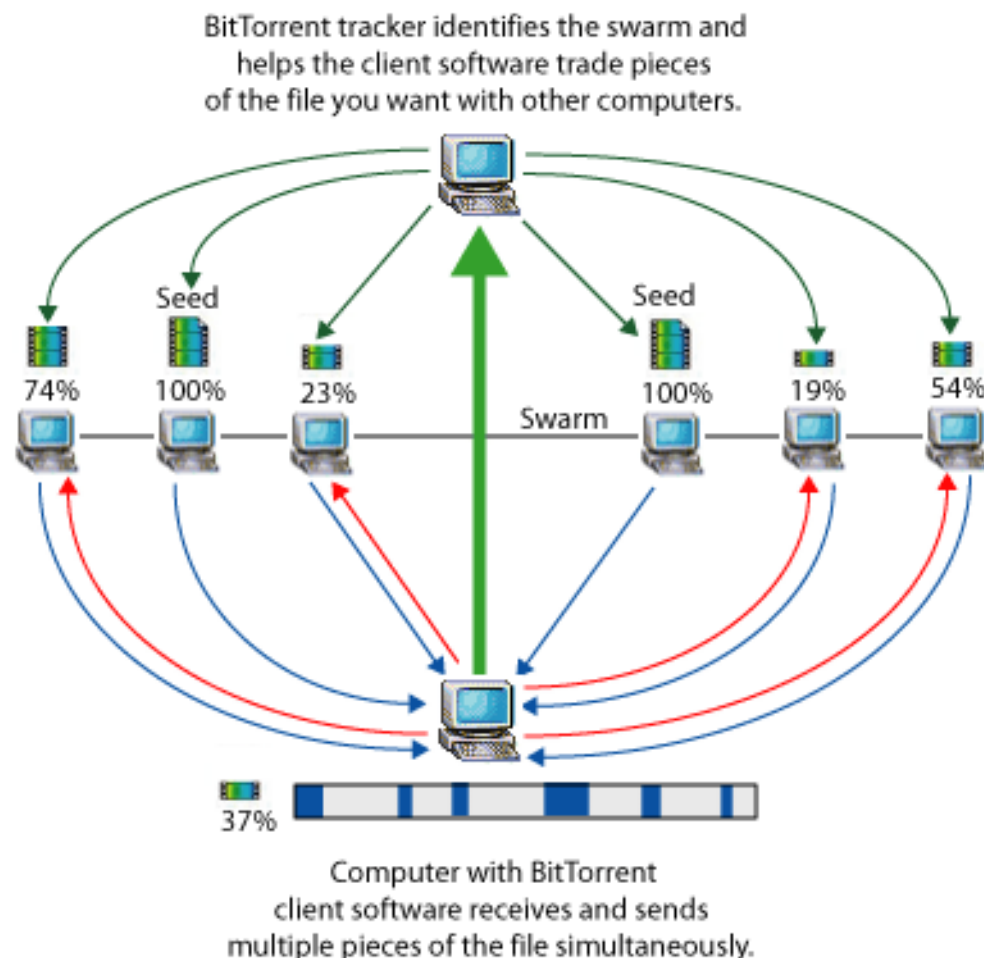 BitTorrent tracker identifies the swarm and
helps the client software trade pieces
of the file you want with other computers.
Seed
Seed
74%
100%
23%
100%
19%
54%
Swarm
37%
Computer with BitTorrent
client software receives and sends
multiple pieces of the file simultaneously.